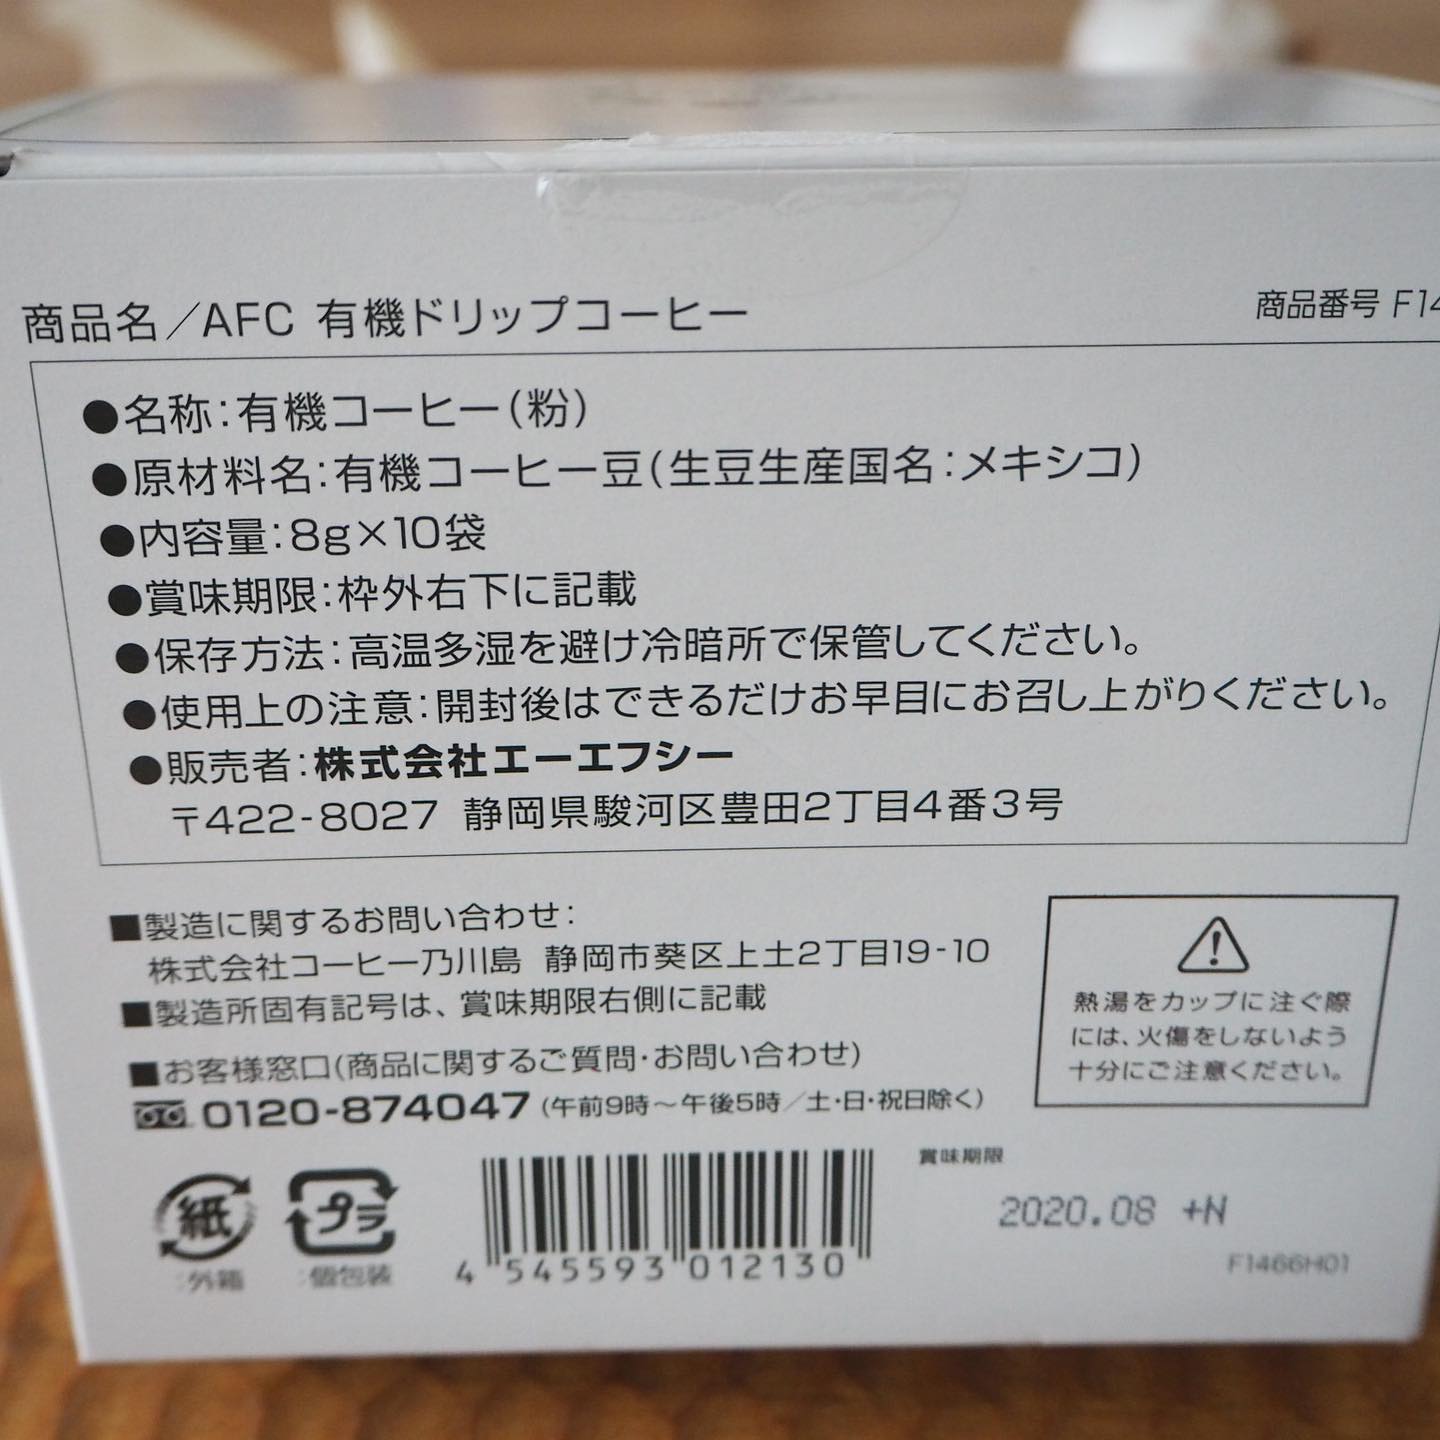 商品名／AFC 有機ドリップコーヒー
商品番号 F14
●名称：有機コーヒー（粉）
●原材料名：有機コーヒー豆（生豆生産国名：メキシコ）
●内容量：8g×10袋
●賞味期限：枠外右下に記載
●保存方法：高温多湿を避け冷暗所で保管してください。
●使用上の注意：開封後はできるだけお早目にお召し上がりください。
●販売者：株式会社エーエフシー
〒422-8027 静岡県駿河区豊田2丁目4番3号
■製造に関するお問い合わせ：
株式会社コーヒー乃川島 静岡市葵区上土2丁目19-10
■製造所固有記号は、賞味期限右側に記載
■お客様窓口（商品に関するご質問・お問い合わせ）
0120-874047（午前9時〜午後5時／土・日・祝日除く）
熱湯をカップに注ぐ際
には、火傷をしないよう
十分にご注意ください。
紙
：外箱
プラ
：個包装
4 545593 012130
賞味期限
2020.08 +N
F1466H01